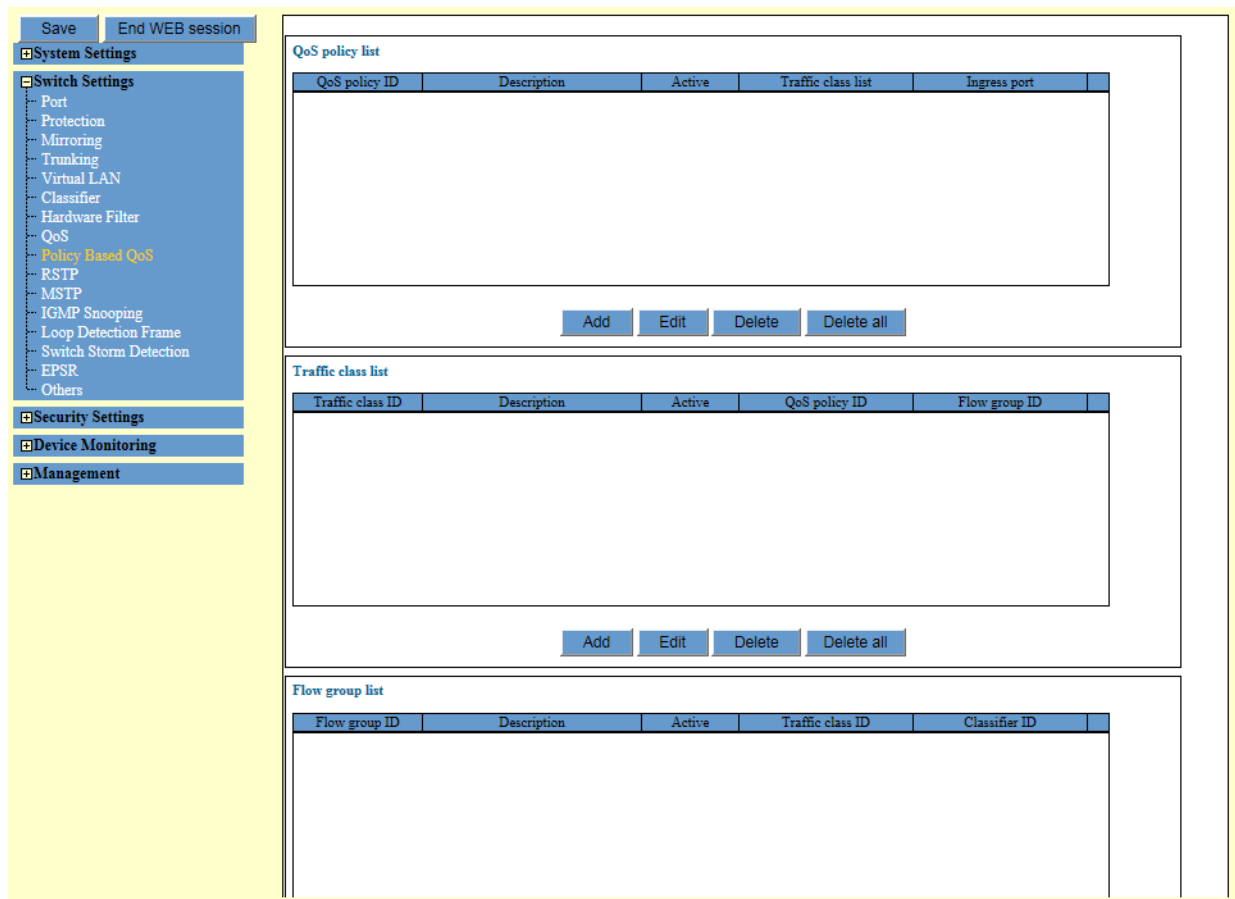 Save End WEB session
System Settings
Switch Settings
Port
Protection
Mirroring
Trunking
Virtual LAN
Classifier
Hardware Filter
QoS
Policy Based QoS
RSTP
MSTP
IGMP Snooping
Loop Detection Frame
Switch Storm Detection
EPSR
Others
Security Settings
Device Monitoring
Management
QoS policy list
QoS policy ID Description Active Traffic class list Ingress port
Add Edit Delete Delete all
Traffic class list
Traffic class ID Description Active QoS policy ID Flow group ID
Add Edit Delete Delete all
Flow group list
Flow group ID Description Active Traffic class ID Classifier ID